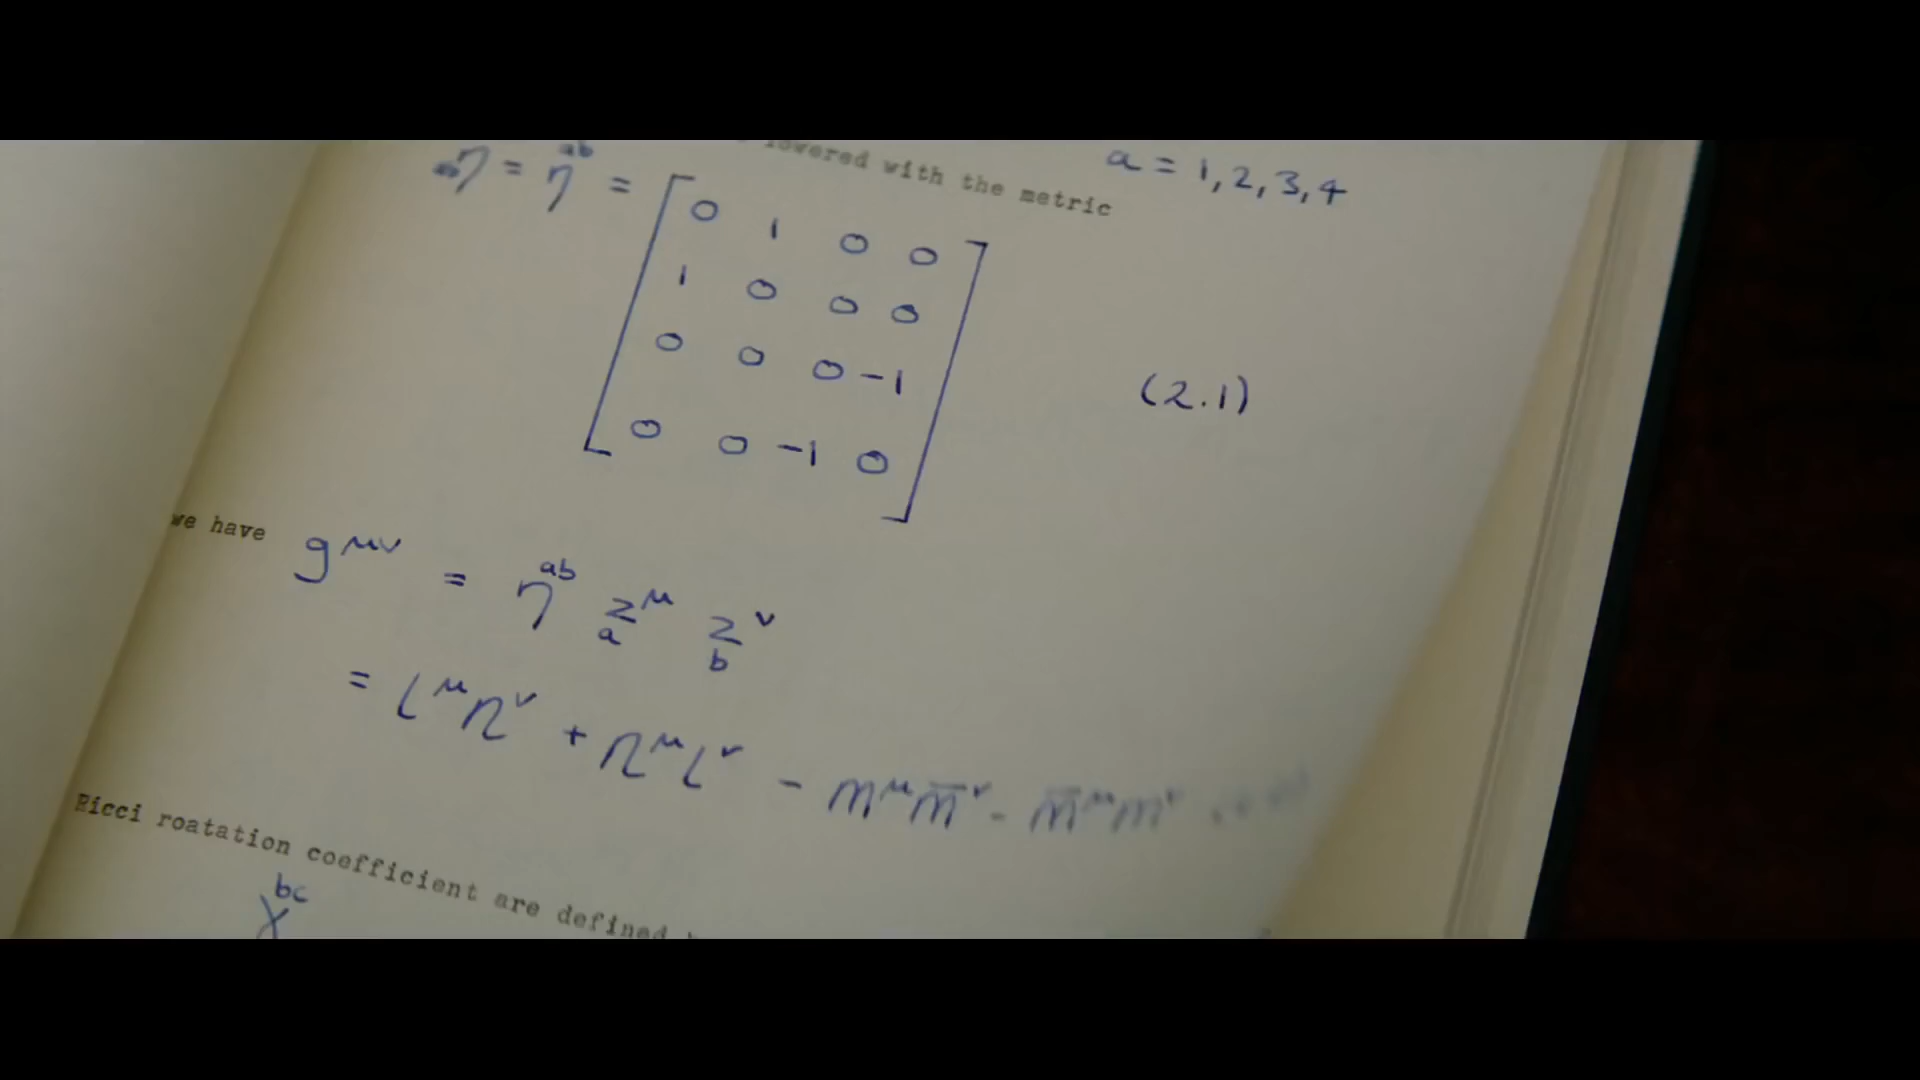 lowered with the metric
a = 1, 2, 3, 4
η = η^{ab} = [
0 1 0 0
1 0 0 0
0 0 0 -1
0 0 -1 0
]
(2.1)
we have g^{μν} = η^{ab} z_a^μ z_b^ν
= l^μ n^ν + n^μ l^ν - m^μ m̅^ν - m̅^μ m^ν
Ricci roatation coefficient are defined
γ^{bc}